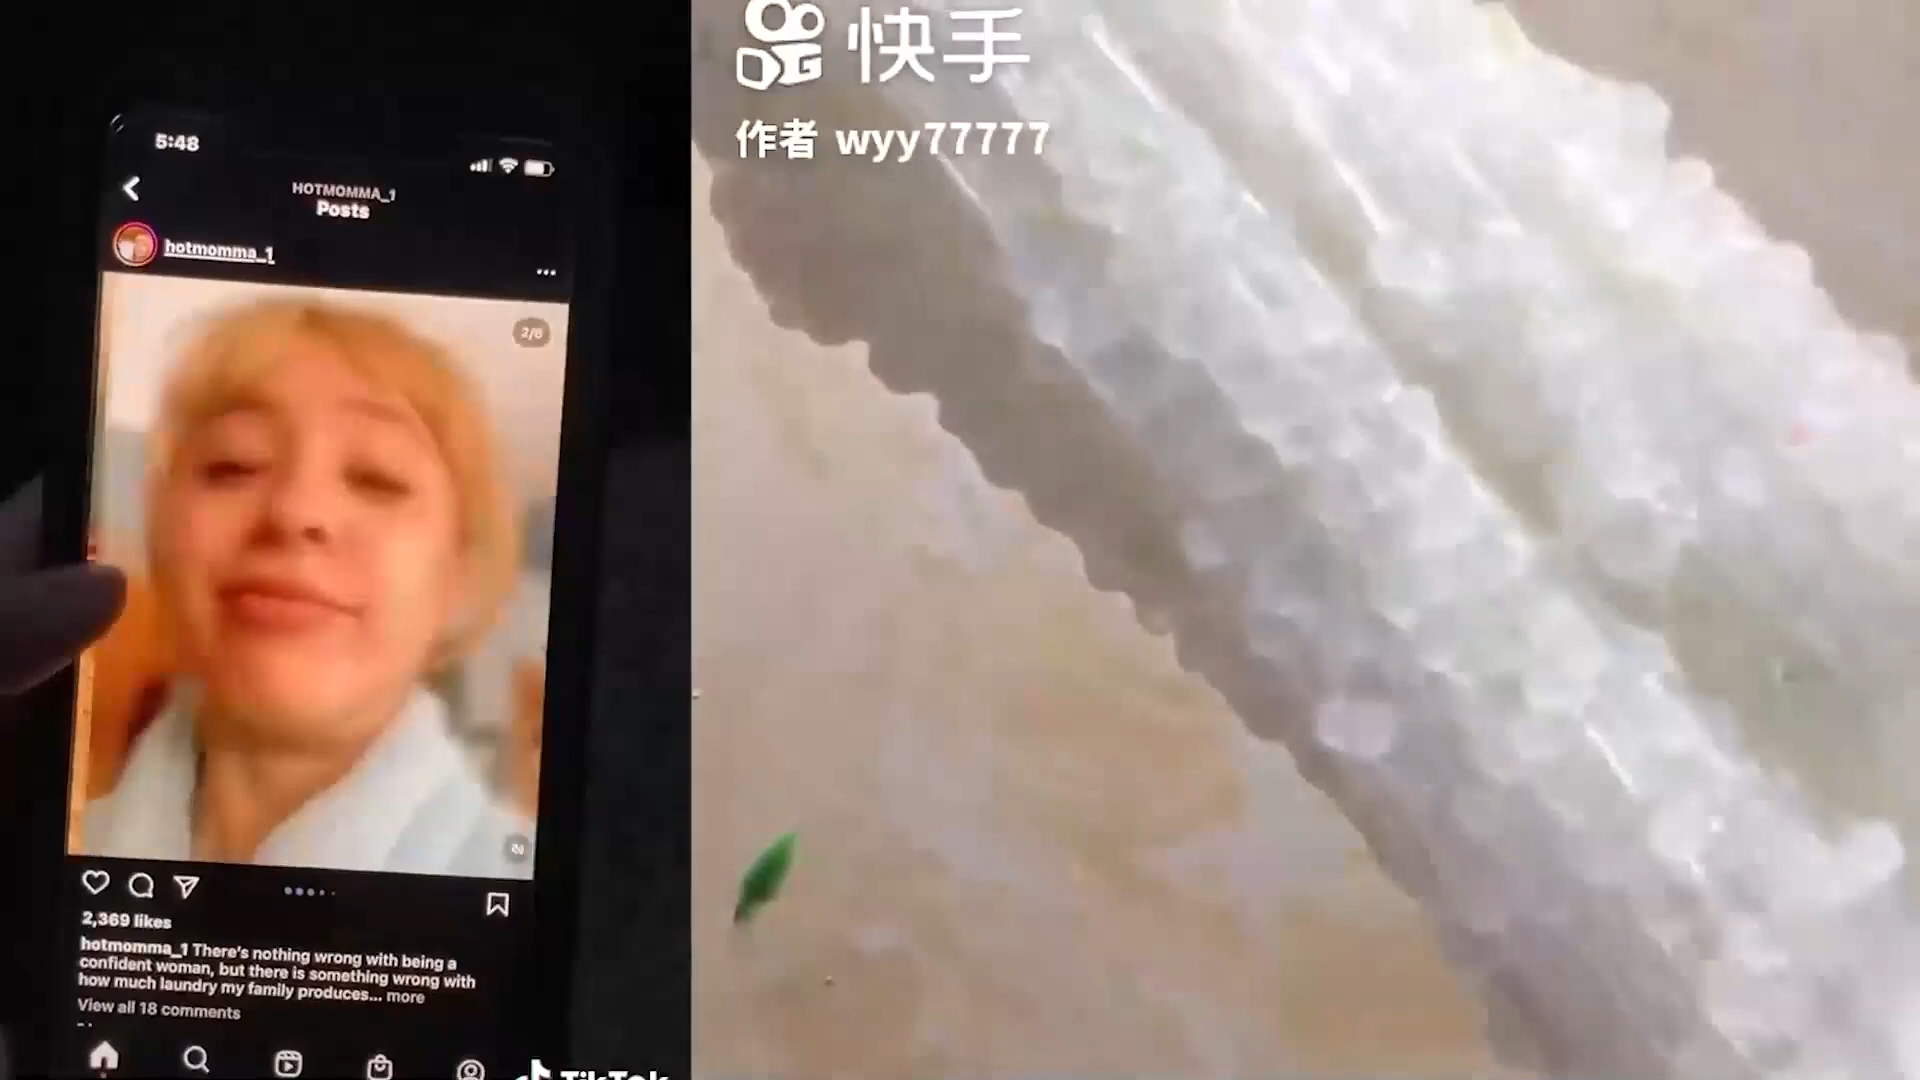 5:48
HOTMOMMA_1
Posts
hotmomma_1
2/6
2,369 likes
hotmomma_1 There's nothing wrong with being a
confident woman, but there is something wrong with
how much laundry my family produces... more
View all 18 comments
TikTok
快手
作者 wyy77777